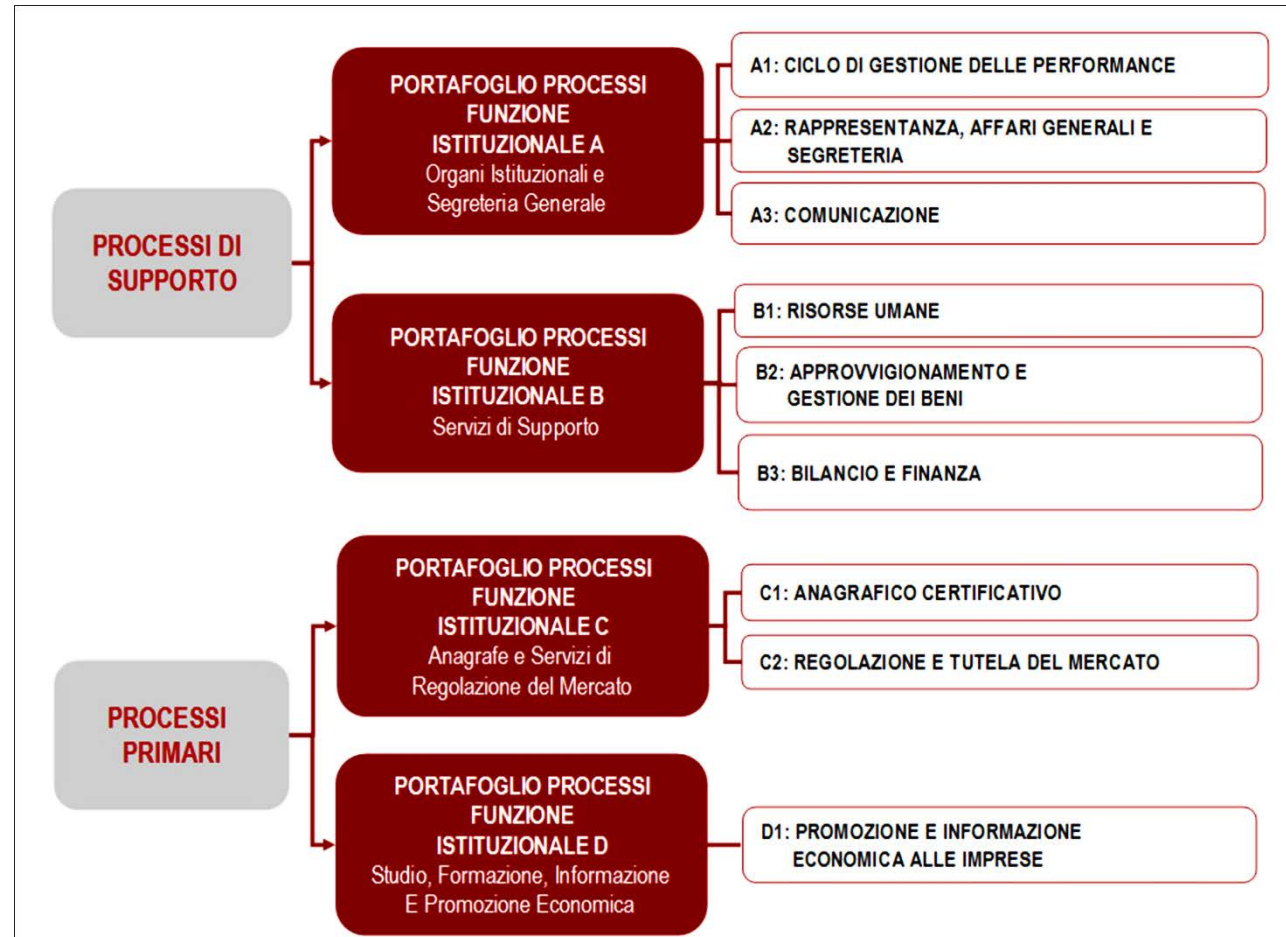 PROCESSI DI
SUPPORTO
PORTAFOGLIO PROCESSI
FUNZIONE
ISTITUZIONALE A
Organi Istituzionali e
Segreteria Generale
A1: CICLO DI GESTIONE DELLE PERFORMANCE
A2: RAPPRESENTANZA, AFFARI GENERALI E
SEGRETERIA
A3: COMUNICAZIONE
PORTAFOGLIO PROCESSI
FUNZIONE
ISTITUZIONALE B
Servizi di Supporto
B1: RISORSE UMANE
B2: APPROVVIGIONAMENTO E
GESTIONE DEI BENI
B3: BILANCIO E FINANZA
PROCESSI
PRIMARI
PORTAFOGLIO PROCESSI
FUNZIONE
ISTITUZIONALE C
Anagrafe e Servizi di
Regolazione del Mercato
C1: ANAGRAFICO CERTIFICATIVO
C2: REGOLAZIONE E TUTELA DEL MERCATO
PORTAFOGLIO PROCESSI
FUNZIONE
ISTITUZIONALE D
Studio, Formazione, Informazione
E Promozione Economica
D1: PROMOZIONE E INFORMAZIONE
ECONOMICA ALLE IMPRESE